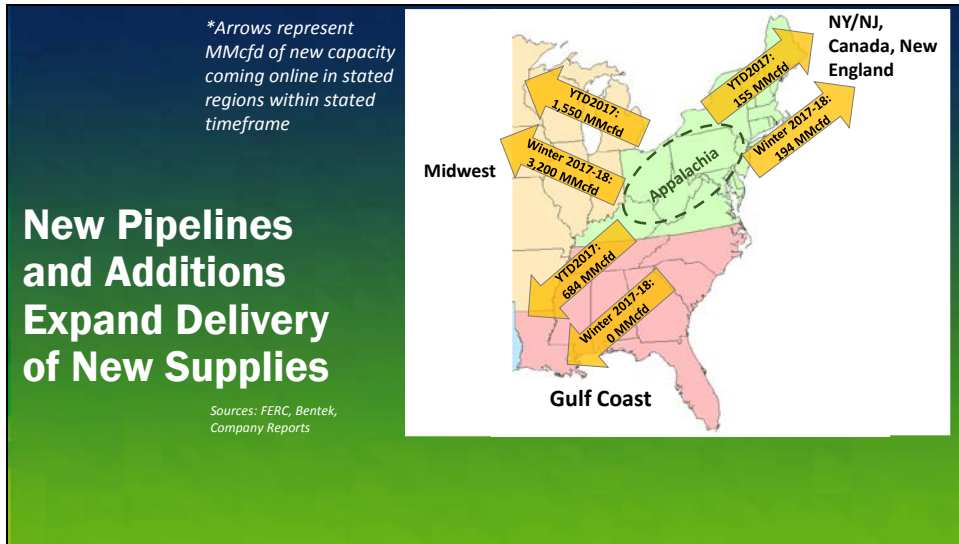 *Arrows represent
MMcfd of new capacity
coming online in stated
regions within stated
timeframe
New Pipelines
and Additions
Expand Delivery
of New Supplies
Sources: FERC, Bentek,
Company Reports
NY/NJ,
Canada, New
England
YTD2017:
155 MMcfd
Winter 2017-18:
194 MMcfd
YTD2017:
1,550 MMcfd
Winter 2017-18:
3,200 MMcfd
Midwest
Appalachia
YTD2017:
684 MMcfd
Winter 2017-18:
0 MMcfd
Gulf Coast